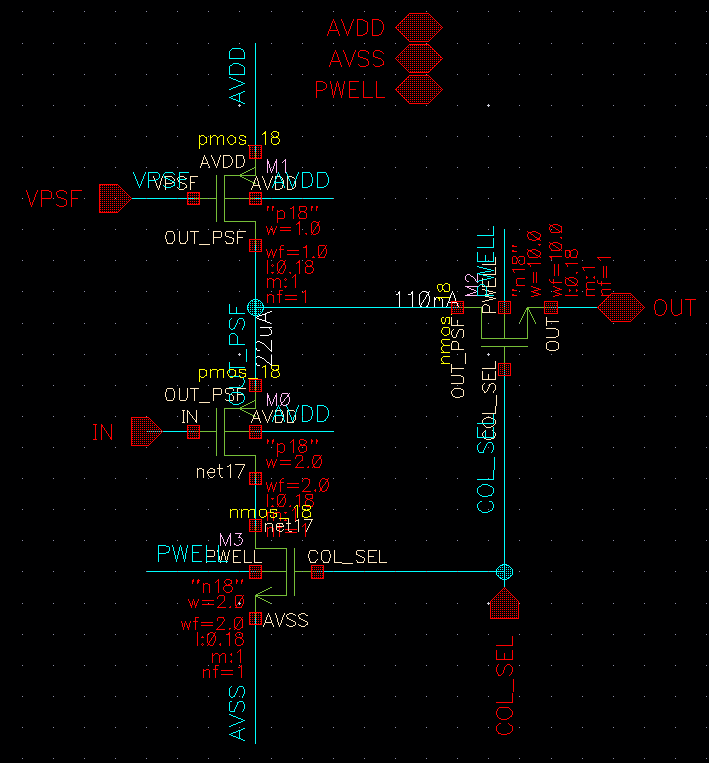 AVDD
AVSS
PWELL
AVDD
pmos_18
AVDD
M1
VPSF
VPSF
VPSF
AVDD
AVDD
OUT_PSF
"p18"
w=1.0
wf=1.0
l:0.18
m:1
nf=1
OUT_PSF
110nA
nmos_18
OUT_PSF
M2
PWELL
PWELL
"n18"
w=10.0
wf=10.0
l:0.18
m:1
nf=1
OUT
OUT
pmos_18
OUT_PSF
M0
IN
IN
AVDD
AVDD
net17
"p18"
w=2.0
wf=2.0
l:0.18
COL_SEL
COL_SEL
nmos_18
net17
M3
PWELL
PWELL
COL_SEL
"n18"
w=2.0
wf=2.0
l:0.18
m:1
nf=1
AVSS
AVSS
COL_SEL